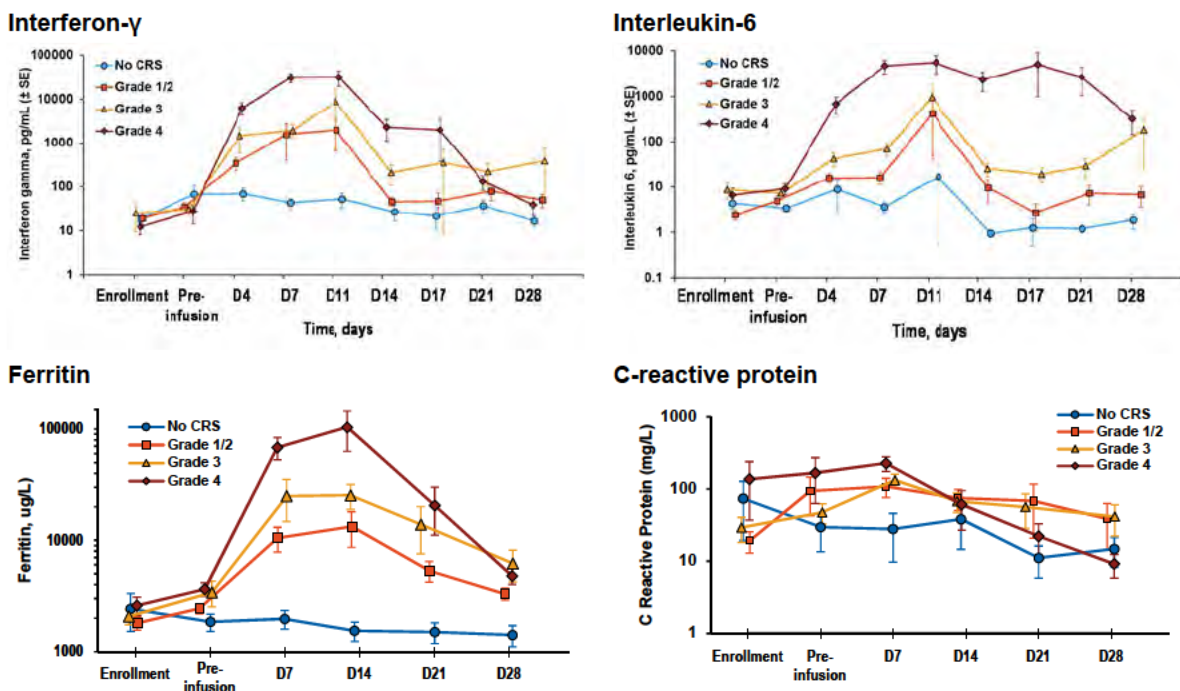 Interferon-γ
Interferon gamma, pg/mL (± SE)
100000
10000
1000
100
10
1
No CRS
Grade 1/2
Grade 3
Grade 4
Enrollment Pre-infusion D4 D7 D11 D14 D17 D21 D28
Time, days
Interleukin-6
Interleukin 6, pg/mL (± SE)
10000
1000
100
10
1
0.1
No CRS
Grade 1/2
Grade 3
Grade 4
Enrollment Pre-infusion D4 D7 D11 D14 D17 D21 D28
Time, days
Ferritin
Ferritin, ug/L
100000
10000
1000
No CRS
Grade 1/2
Grade 3
Grade 4
Enrollment Pre-infusion D7 D14 D21 D28
C-reactive protein
C Reactive Protein (mg/L)
1000
100
10
1
No CRS
Grade 1/2
Grade 3
Grade 4
Enrollment Pre-infusion D7 D14 D21 D28